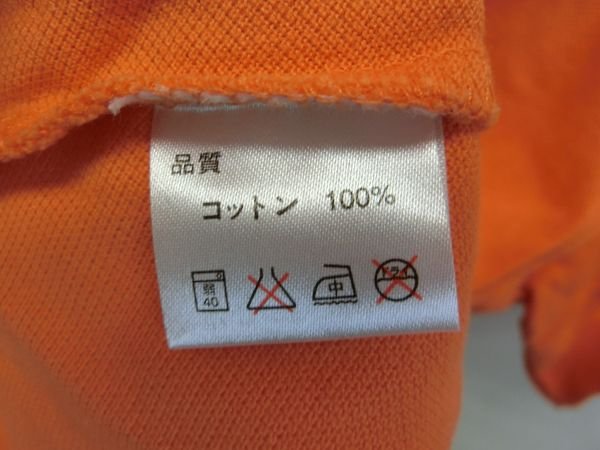 品質
コットン 100%
弱
40
中
ドライ